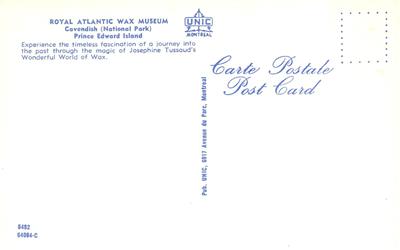 ROYAL ATLANTIC WAX MUSEUM
Cavendish (National Park)
Prince Edward Island
Experience the timeless fascination of a journey into
the past through the magic of Josephine Tussaud's
Wonderful World of Wax.
UNIC
MONTREAL
Carte Postale
Post Card
Pub. UNIC, 6917 Avenue du Parc, Montreal
8492
64094-C